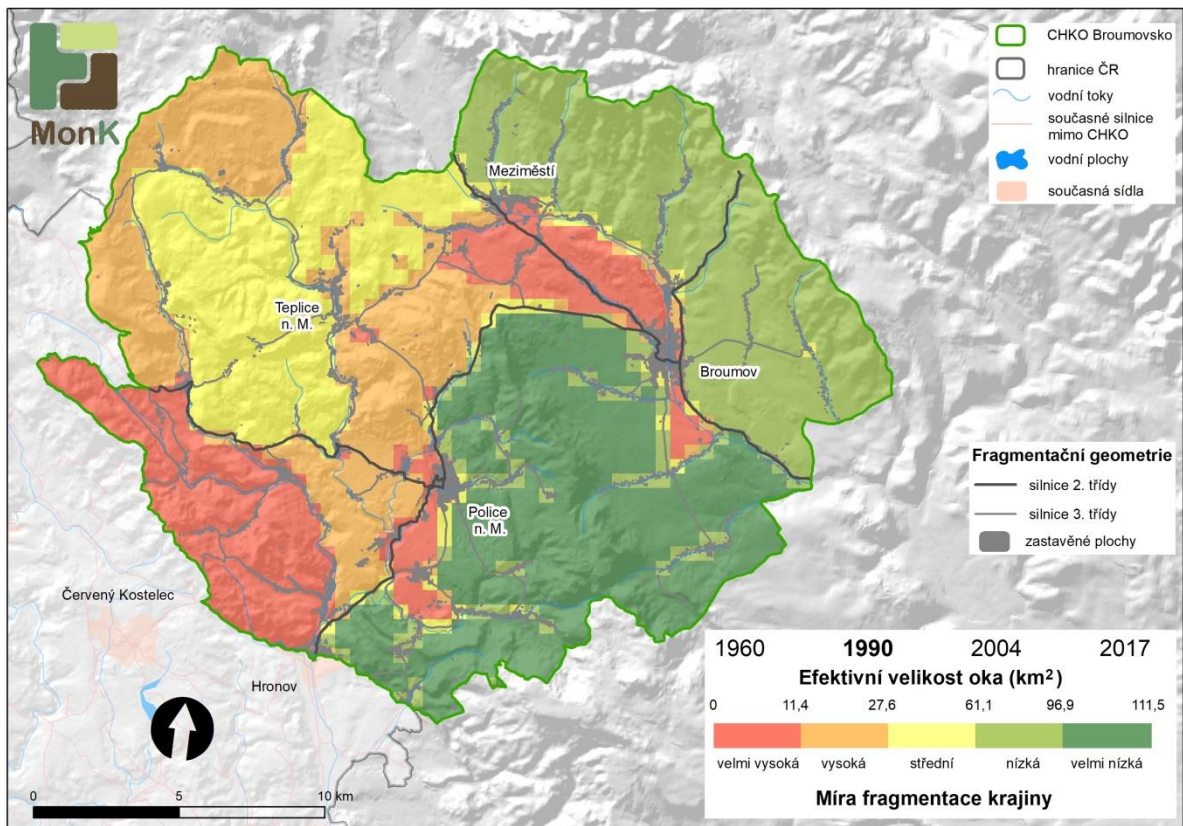 MonK
CHKO Broumovsko
hranice ČR
vodní toky
současné silnice
mimo CHKO
vodní plochy
současná sídla
Meziměstí
Teplice
n. M.
Broumov
Police
n. M.
Červený Kostelec
Hronov
Fragmentační geometrie
silnice 2. třídy
silnice 3. třídy
zastavěné plochy
1960 1990 2004 2017
Efektivní velikost oka (km²)
0 11,4 27,6 61,1 96,9 111,5
velmi vysoká vysoká střední nízká velmi nízká
Míra fragmentace krajiny
0 5 10 km